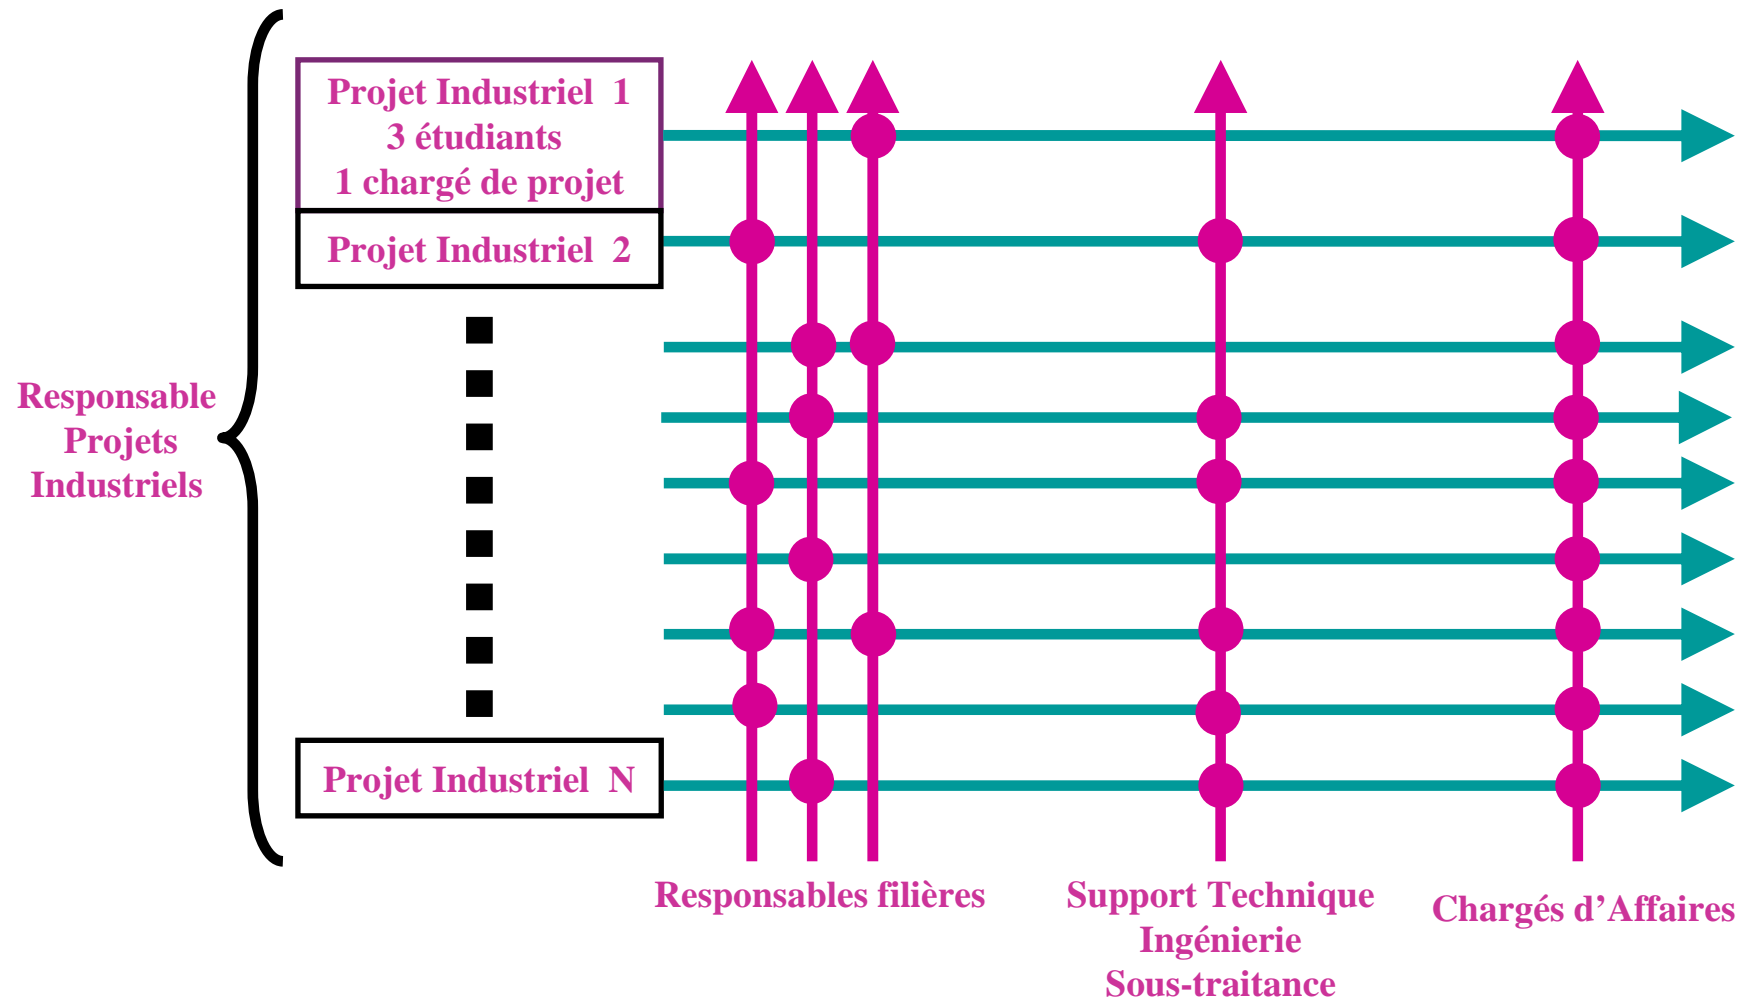 Projet Industriel 1
3 étudiants
1 chargé de projet
Projet Industriel 2
Responsable
Projets
Industriels
Projet Industriel N
Responsables filières
Support Technique
Ingénierie
Sous-traitance
Chargés d’Affaires